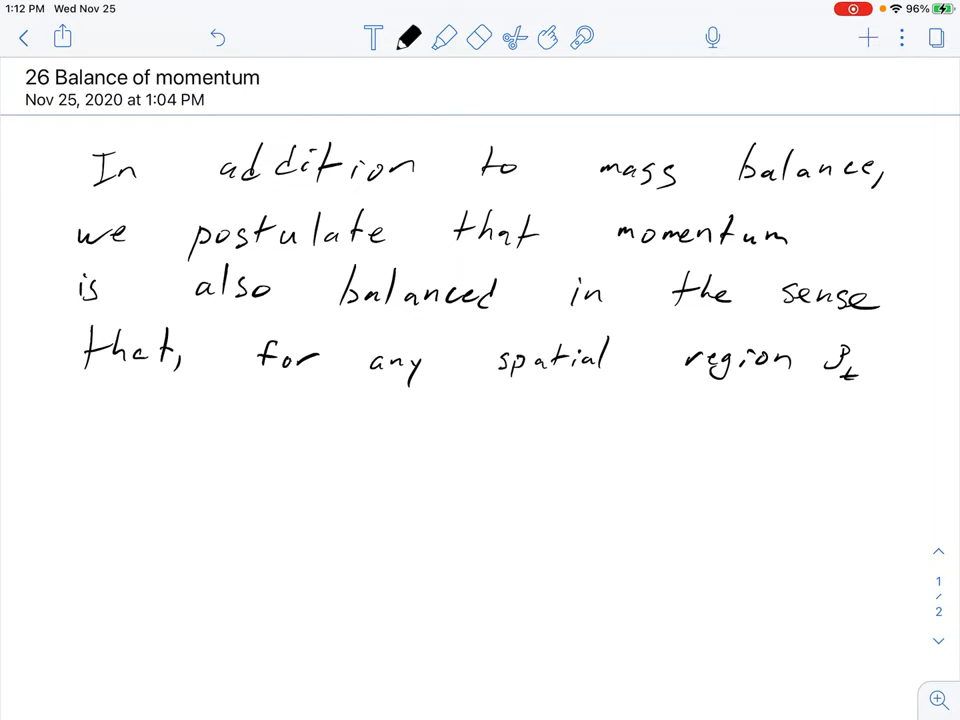 1:12 PM Wed Nov 25 96%
T
26 Balance of momentum
Nov 25, 2020 at 1:04 PM
In addition to mass balance,
we postulate that momentum
is also balanced in the sense
that, for any spatial region 𝒫ₜ
1
/
2